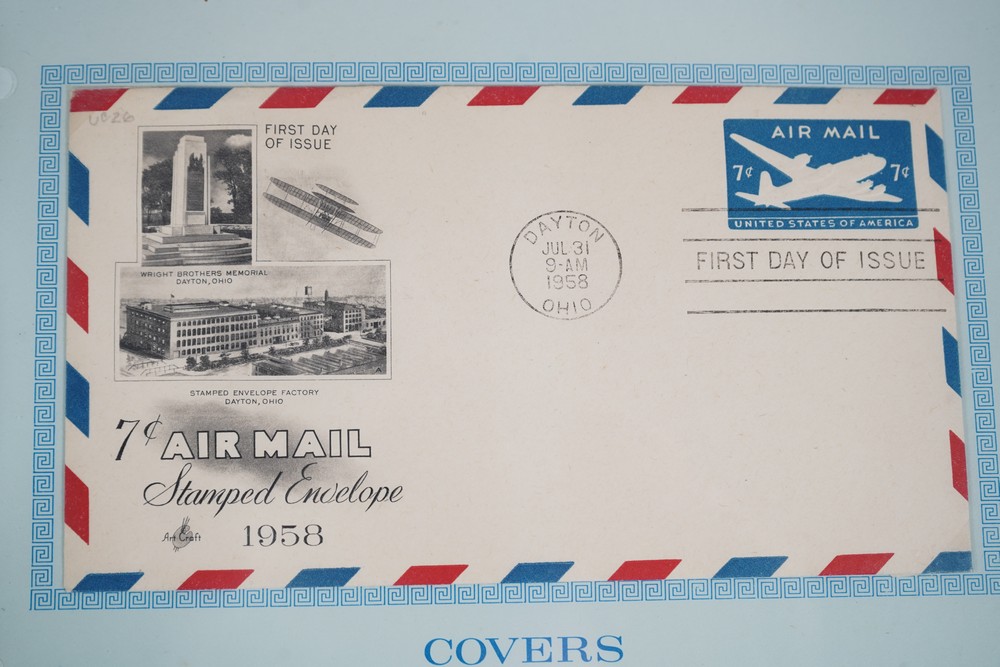 UC26
FIRST DAY
OF ISSUE
WRIGHT BROTHERS MEMORIAL
DAYTON, OHIO
STAMPED ENVELOPE FACTORY
DAYTON, OHIO
7¢ AIR MAIL
Stamped Envelope
Art Craft
1958
DAYTON
JUL 31
9-AM
1958
OHIO
AIR MAIL
7¢ 7¢
UNITED STATES OF AMERICA
FIRST DAY OF ISSUE
COVERS